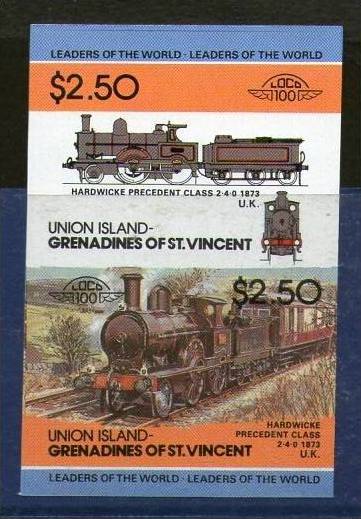 LEADERS OF THE WORLD · LEADERS OF THE WORLD
$2.50
LOCO
100
HARDWICKE PRECEDENT CLASS 2·4·0 1873
U.K.
UNION ISLAND-
GRENADINES OF ST. VINCENT
LOCO
100
$2.50
HARDWICKE
PRECEDENT CLASS
2·4·0 1873
U.K.
UNION ISLAND-
GRENADINES OF ST. VINCENT
LEADERS OF THE WORLD · LEADERS OF THE WORLD